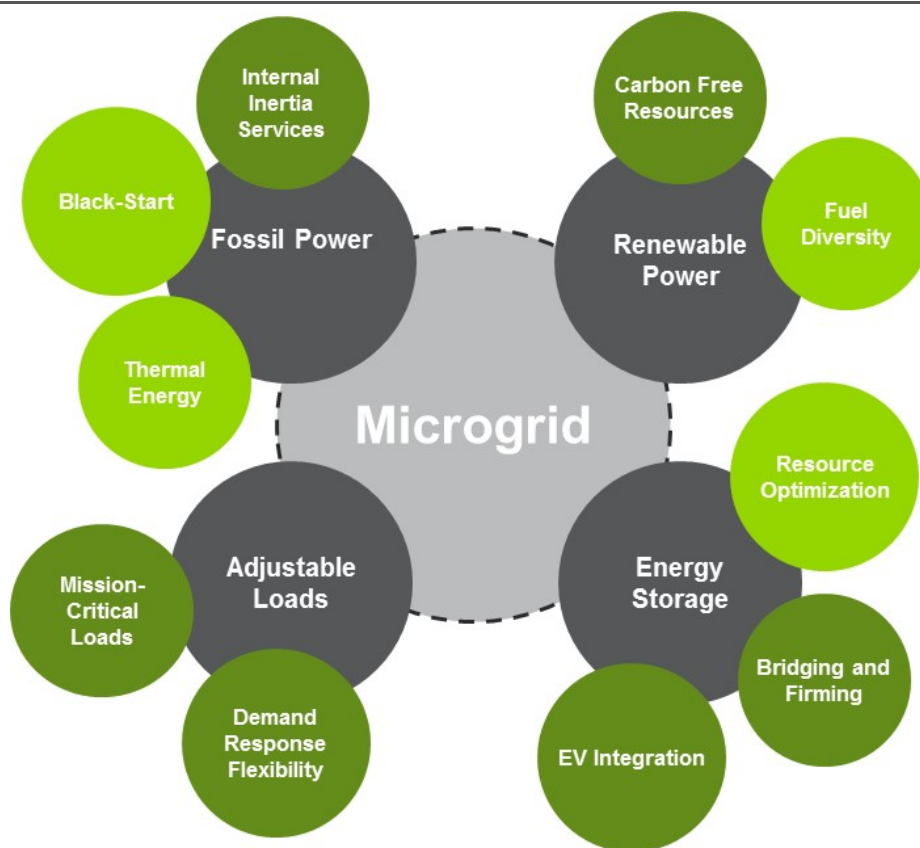 Internal
Inertia
Services
Carbon Free
Resources
Black-Start
Fossil Power
Renewable
Power
Fuel
Diversity
Thermal
Energy
Microgrid
Resource
Optimization
Adjustable
Loads
Energy
Storage
Mission-
Critical
Loads
Bridging and
Firming
Demand
Response
Flexibility
EV Integration